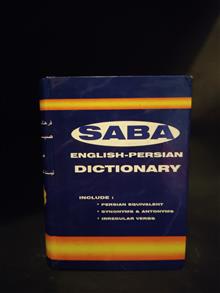 SABA
ENGLISH-PERSIAN
DICTIONARY
INCLUDE :
• PERSIAN EQUIVALENT
• SYNONYMS & ANTONYMS
• IRREGULAR VERBS